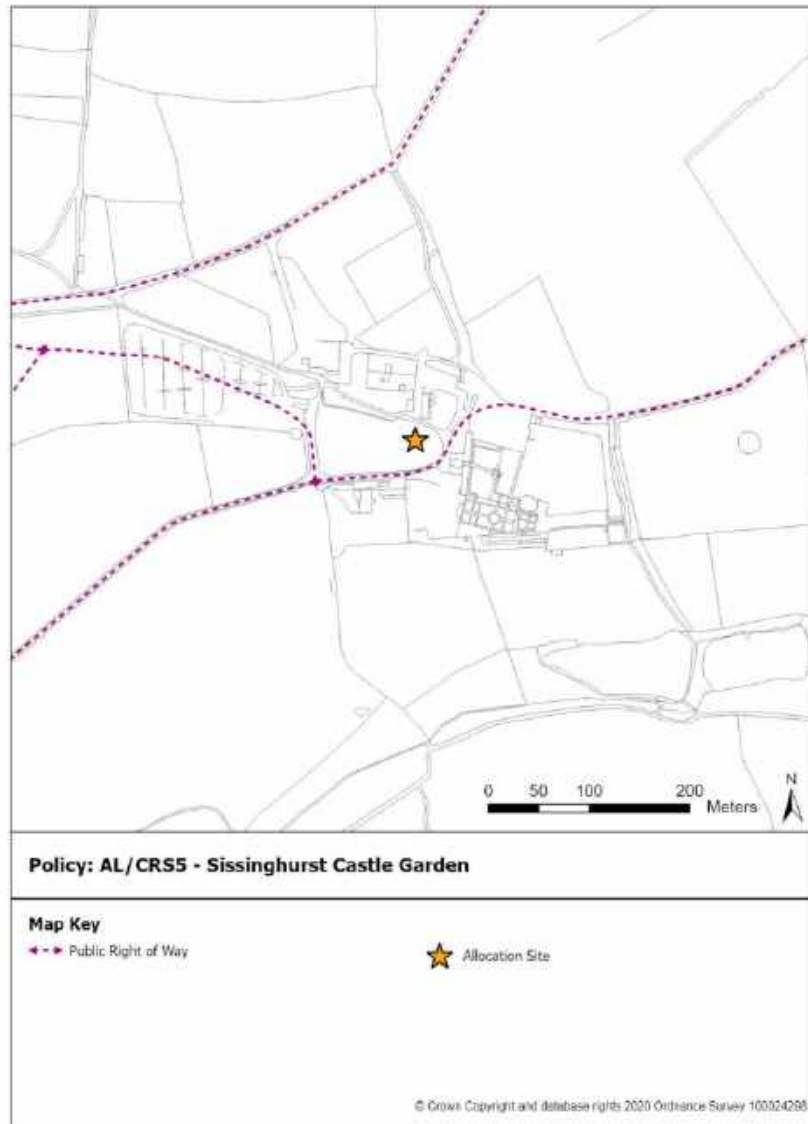 N
0 50 100 200
Meters
Policy: AL/CRS5 - Sissinghurst Castle Garden
Map Key
Public Right of Way
Allocation Site
© Crown Copyright and database rights 2020 Ordnance Survey 100024298